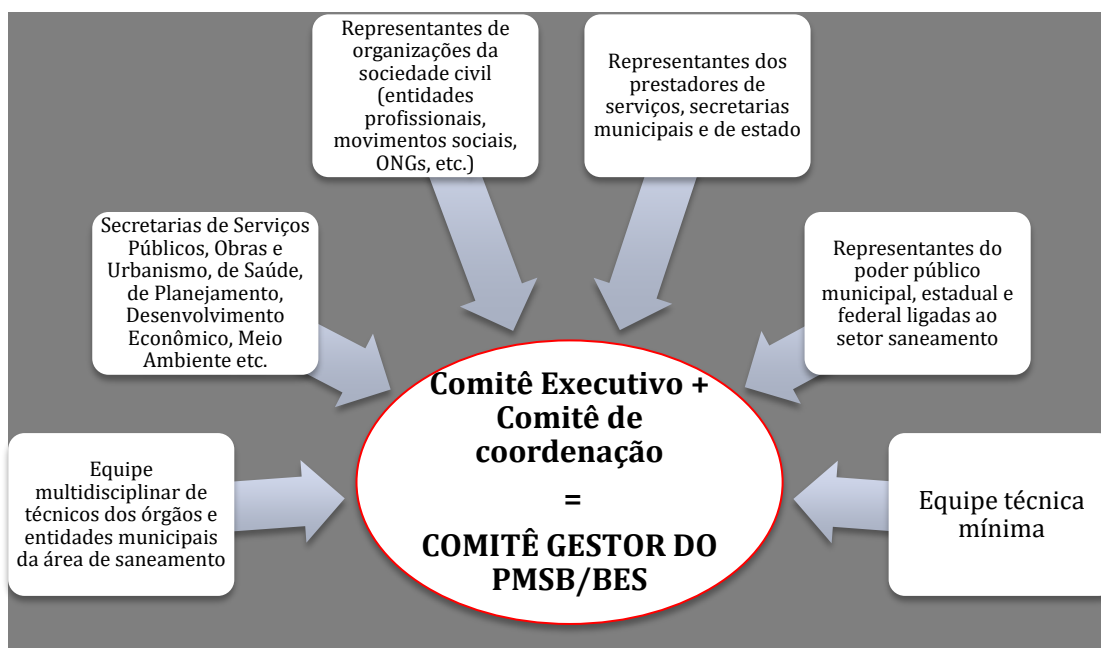 Representantes de
organizações da
sociedade civil
(entidades
profissionais,
movimentos sociais,
ONGs, etc.)
Representantes dos
prestadores de
serviços, secretarias
municipais e de estado
Secretarias de Serviços
Públicos, Obras e
Urbanismo, de Saúde,
de Planejamento,
Desenvolvimento
Econômico, Meio
Ambiente etc.
Representantes do
poder público
municipal, estadual e
federal ligadas ao
setor saneamento
Equipe
multidisciplinar de
técnicos dos órgãos e
entidades municipais
da área de saneamento
Comitê Executivo +
Comitê de
coordenação
=
COMITÊ GESTOR DO
PMSB/BES
Equipe técnica
mínima